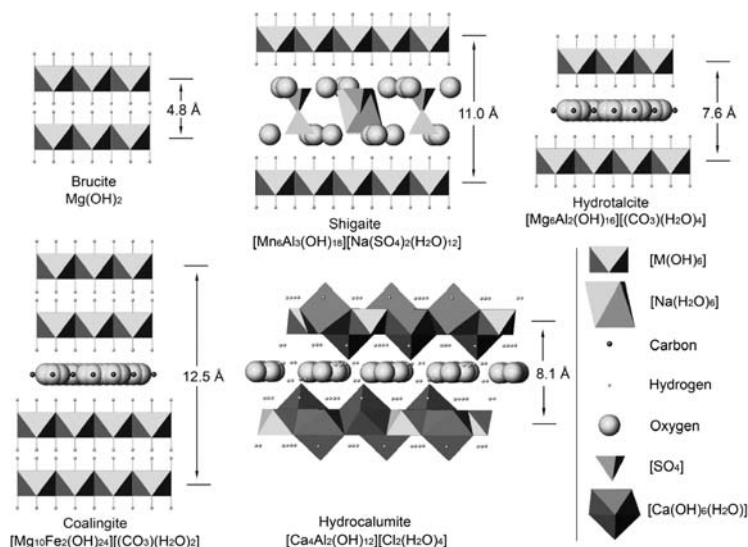 4.8 Å
Brucite
Mg(OH)₂
11.0 Å
Shigaite
[Mn₆Al₃(OH)₁₈][Na(SO₄)₂(H₂O)₁₂]
7.6 Å
Hydrotalcite
[Mg₆Al₂(OH)₁₆][(CO₃)(H₂O)₄]
12.5 Å
Coalingite
[Mg₁₀Fe₂(OH)₂₄][(CO₃)(H₂O)₂]
8.1 Å
Hydrocalumite
[Ca₄Al₂(OH)₁₂][Cl₂(H₂O)₄]
[M(OH)₆]
[Na(H₂O)₆]
Carbon
Hydrogen
Oxygen
[SO₄]
[Ca(OH)₆(H₂O)]